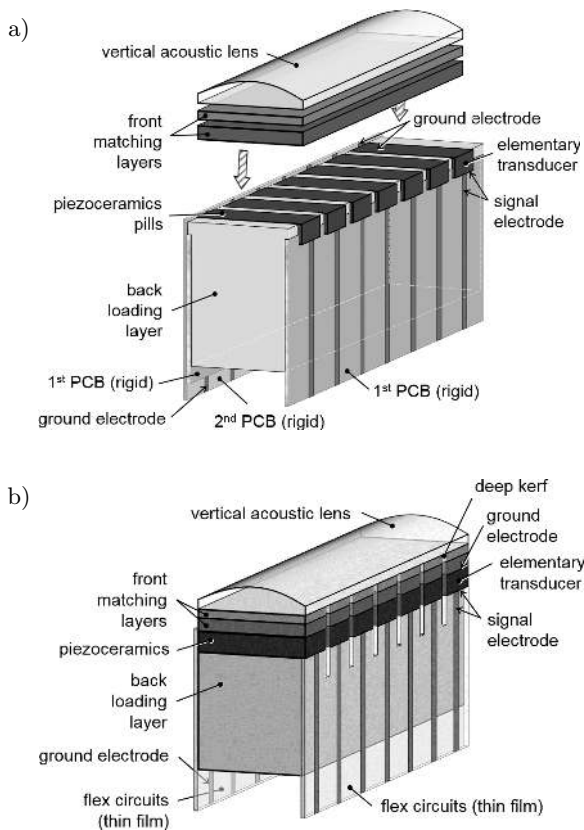 a)
vertical acoustic lens
front
matching
layers
ground electrode
elementary
transducer
signal
electrode
piezoceramics
pills
back
loading
layer
1st PCB (rigid)
1st PCB (rigid)
ground electrode
2nd PCB (rigid)
b)
deep kerf
vertical acoustic lens
ground
electrode
elementary
transducer
signal
electrode
front
matching
layers
piezoceramics
back
loading
layer
ground electrode
flex circuits
(thin film)
flex circuits (thin film)